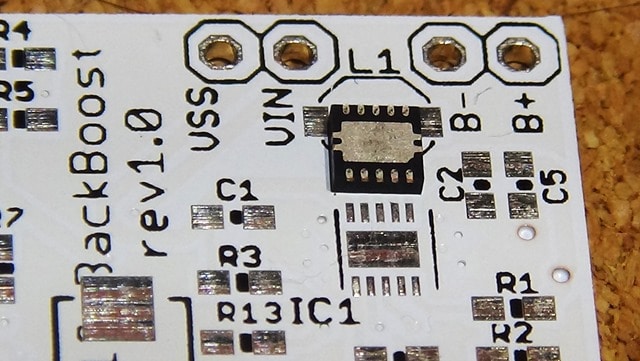 R4
L1
R5
VSS
VIN
B-
B+
BackBoost
rev1.0
C1
C2
C5
R3
R1
R13
IC1
R2